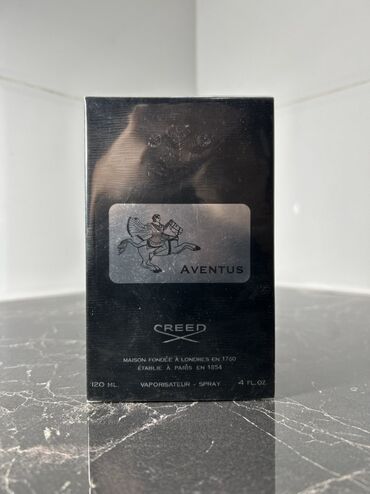 AVENTUS
CREED
MAISON FONDÉE À LONDRES EN 1760
ÉTABLIE À PARIS EN 1854
120 ML. VAPORISATEUR - SPRAY 4 FL.OZ.